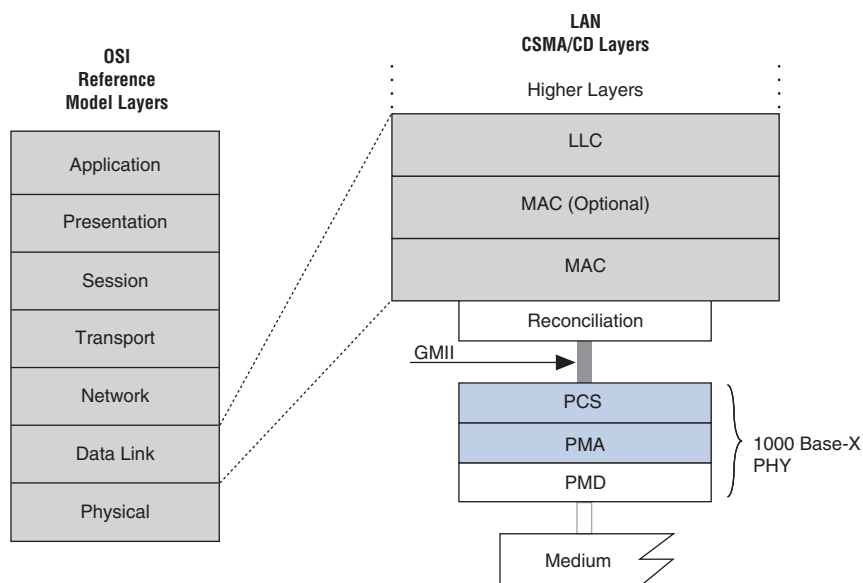 OSI
Reference
Model Layers
Application
Presentation
Session
Transport
Network
Data Link
Physical
LAN
CSMA/CD Layers
Higher Layers
LLC
MAC (Optional)
MAC
Reconciliation
GMII
PCS
PMA
PMD
1000 Base-X
PHY
Medium